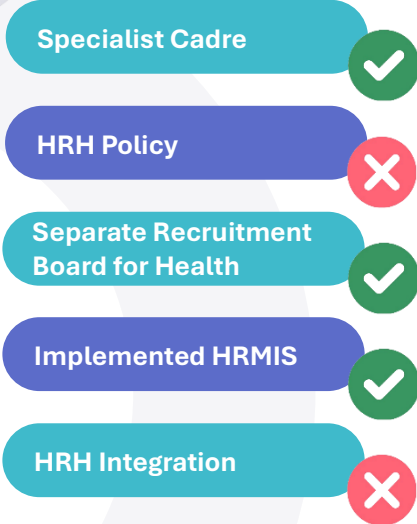 Specialist Cadre
HRH Policy
Separate Recruitment
Board for Health
Implemented HRMIS
HRH Integration